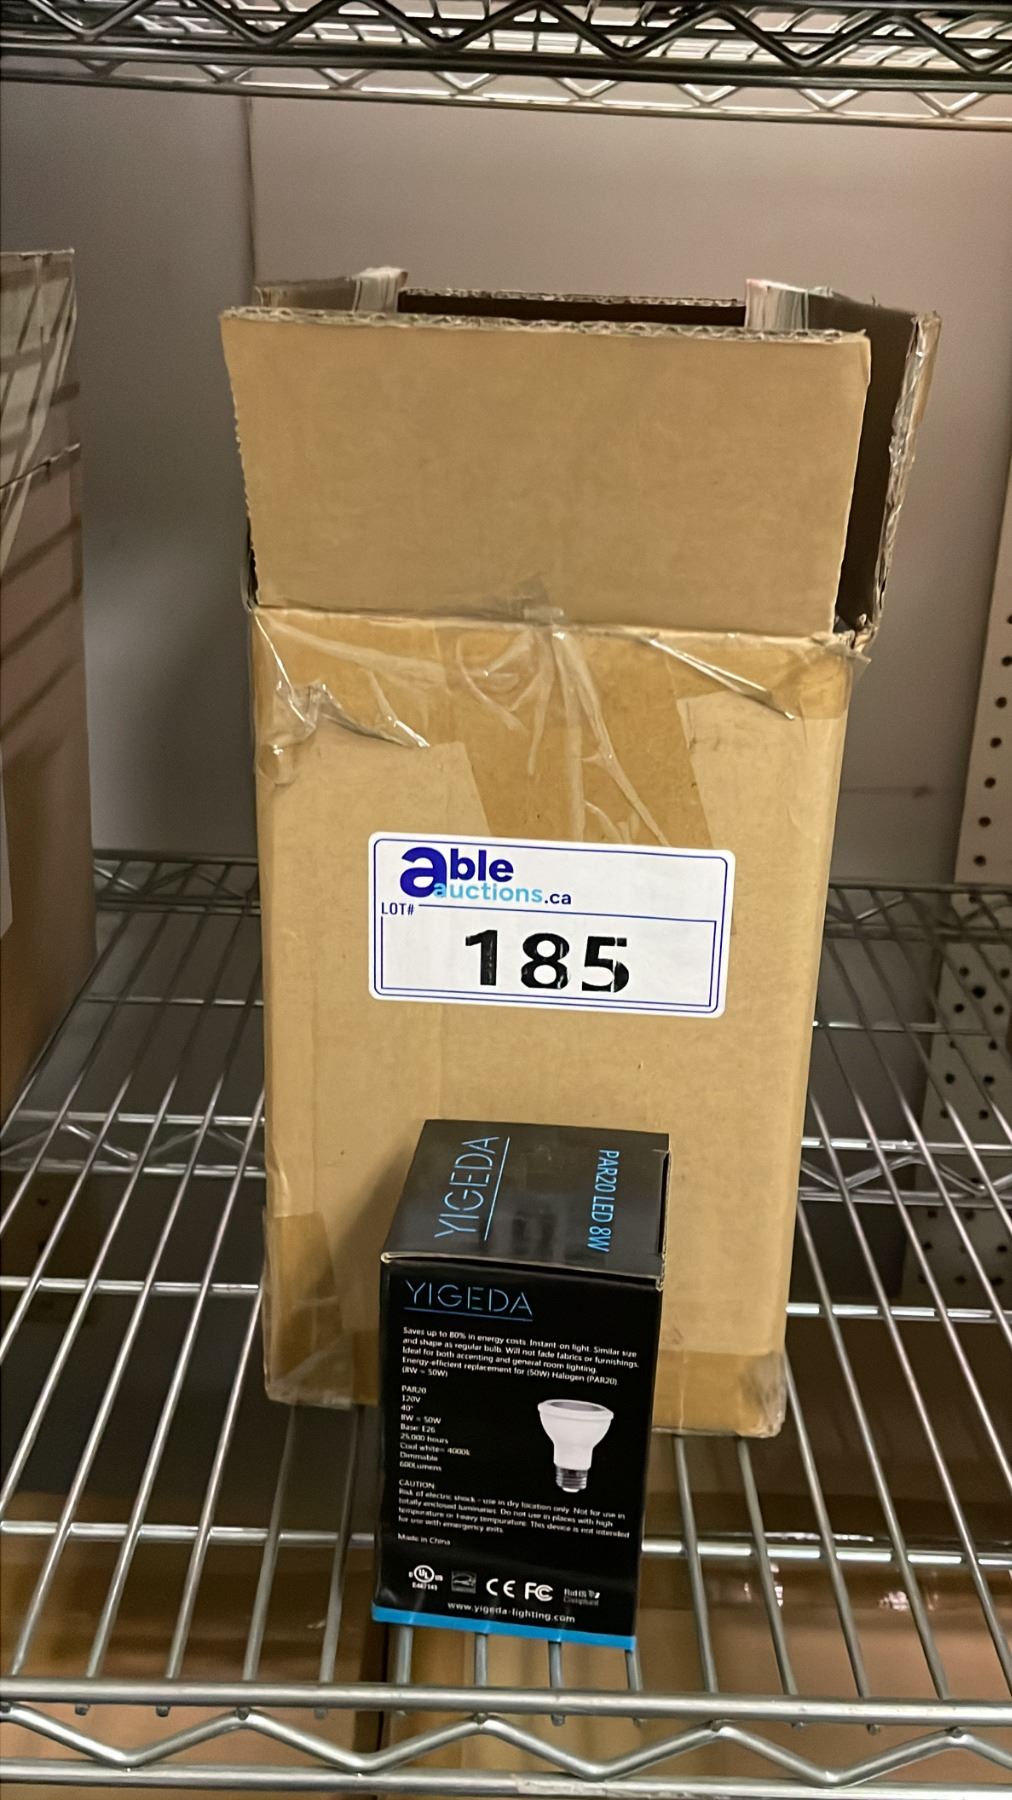 able
auctions.ca
LOT#
185
YIGEDA
PAR20 LED 8W
YIGEDA
Saves up to 80% in energy costs. Instant on light. Similar size
and shape as regular bulb. Will not fade fabrics or furnishings.
Ideal for both accenting and general room lighting.
Energy-efficient replacement for (50W) Halogen (PAR20).
(8W = 50W)
PAR20
120V
40°
8W = 50W
Base: E26
25,000 hours
Cool white= 4000k
Dimmable
600Lumens
CAUTION
Risk of electric shock - use in dry location only. Not for use in
totally enclosed luminaires. Do not use in places with high
temperature or heavy temperature. This device is not intended
for use with emergency exits
Made in China
UL
E467145
CE FC
RoHS
Compliant
www.yigeda-lighting.com